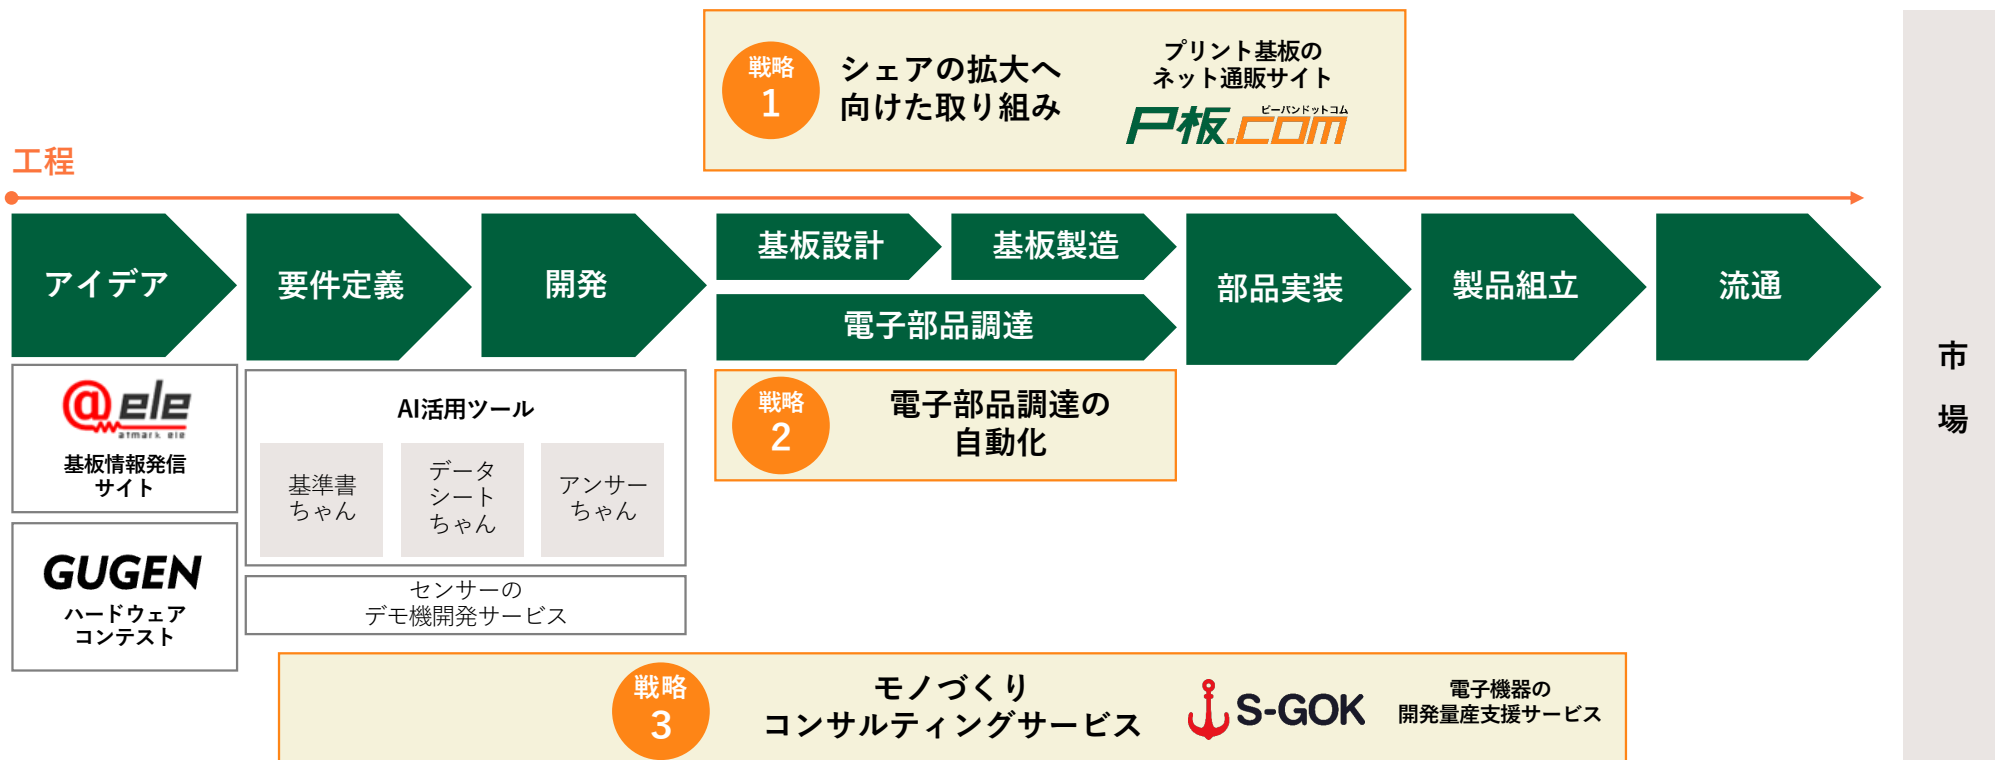 戦略
1
シェアの拡大へ
向けた取り組み
プリント基板の
ネット通販サイト
ピーバンドットコム
P板.com
工程
アイデア
要件定義
開発
基板設計
基板製造
電子部品調達
部品実装
製品組立
流通
市場
@ele
atmark ele
基板情報発信
サイト
GUGEN
ハードウェア
コンテスト
AI活用ツール
基準書
ちゃん
データ
シート
ちゃん
アンサー
ちゃん
センサーの
デモ機開発サービス
戦略
2
電子部品調達の
自動化
戦略
3
モノづくり
コンサルティングサービス
S-GOK
電子機器の
開発量産支援サービス